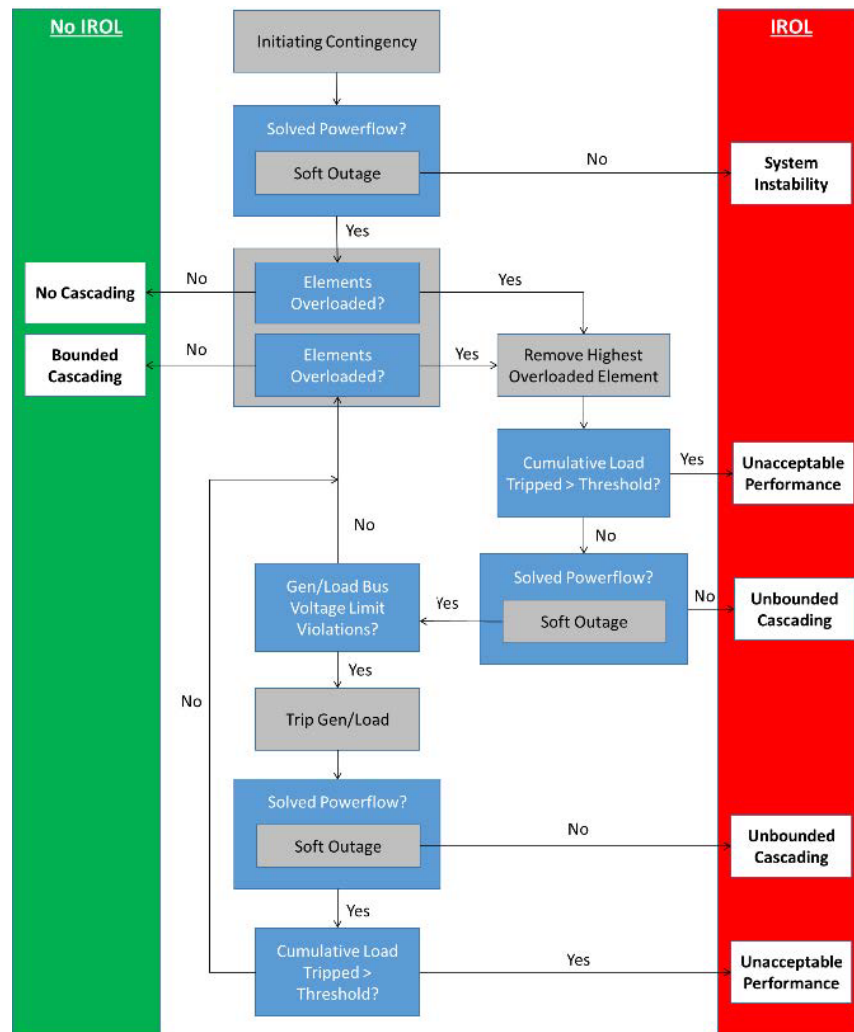 No IROL
IROL
Initiating Contingency
Solved Powerflow?
Soft Outage
No
System
Instability
Yes
No Cascading
No
Elements
Overloaded?
Yes
Bounded
Cascading
No
Elements
Overloaded?
Yes
Remove Highest
Overloaded Element
Cumulative Load
Tripped > Threshold?
Yes
Unacceptable
Performance
No
No
Solved Powerflow?
Soft Outage
No
Unbounded
Cascading
Yes
Gen/Load Bus
Voltage Limit
Violations?
Yes
No
Trip Gen/Load
Solved Powerflow?
Soft Outage
No
Unbounded
Cascading
Yes
Cumulative Load
Tripped >
Threshold?
Yes
Unacceptable
Performance